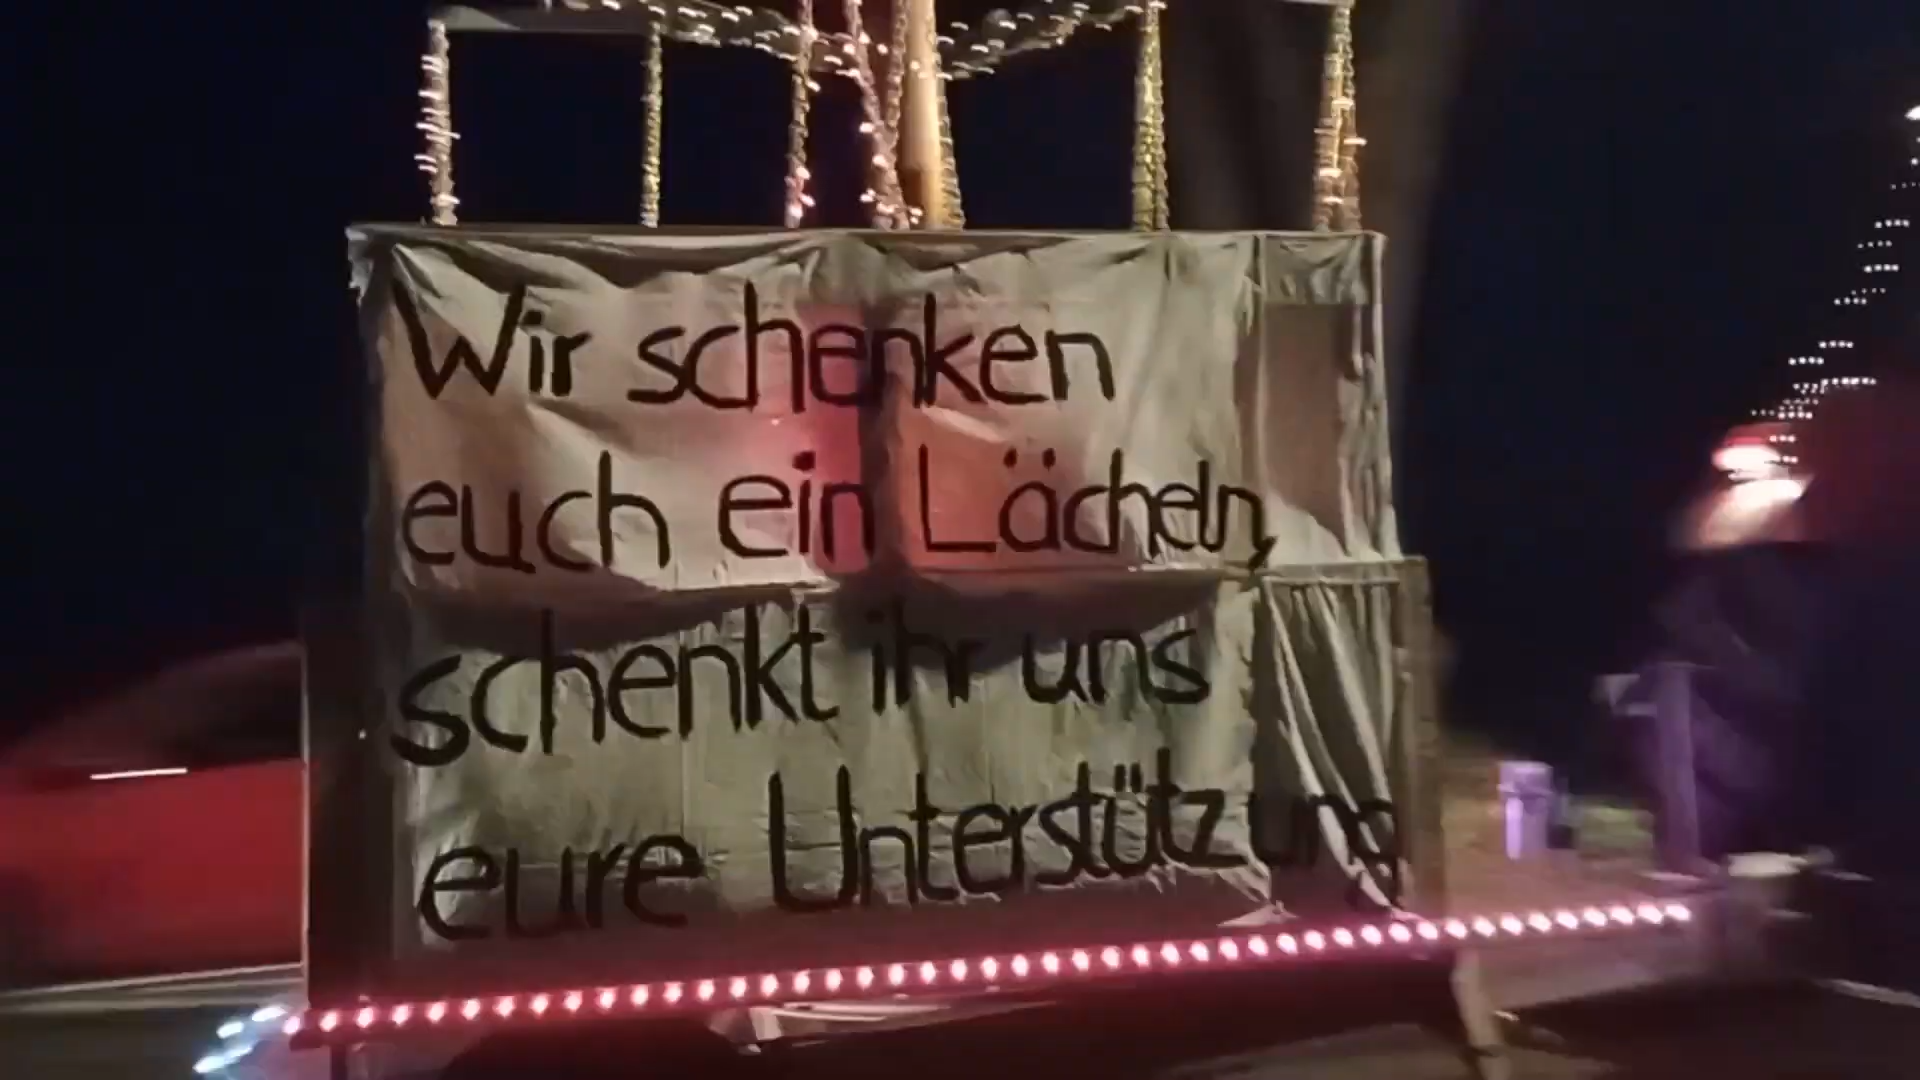 Wir schenken
euch ein Lächeln,
schenkt ihr uns
eure Unterstützung